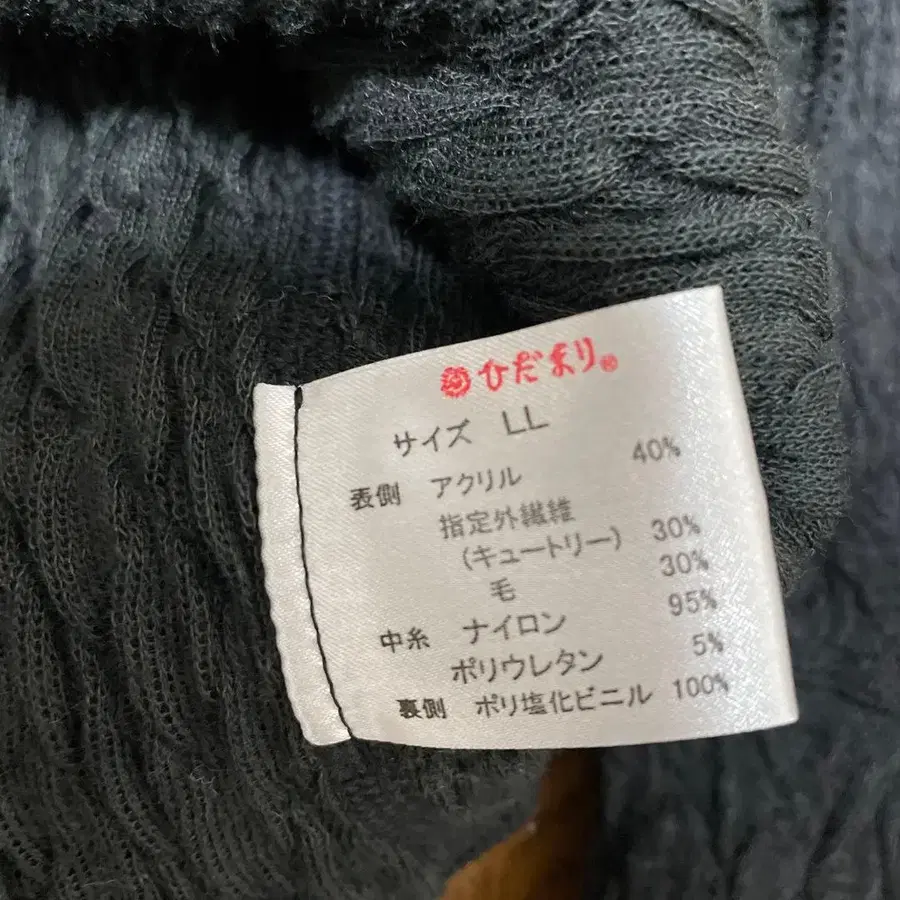 ひだまり®
サイズ LL
表側 アクリル 40%
指定外繊維
(キュートリー) 30%
毛 30%
中糸 ナイロン 95%
ポリウレタン 5%
裏側 ポリ塩化ビニル 100%